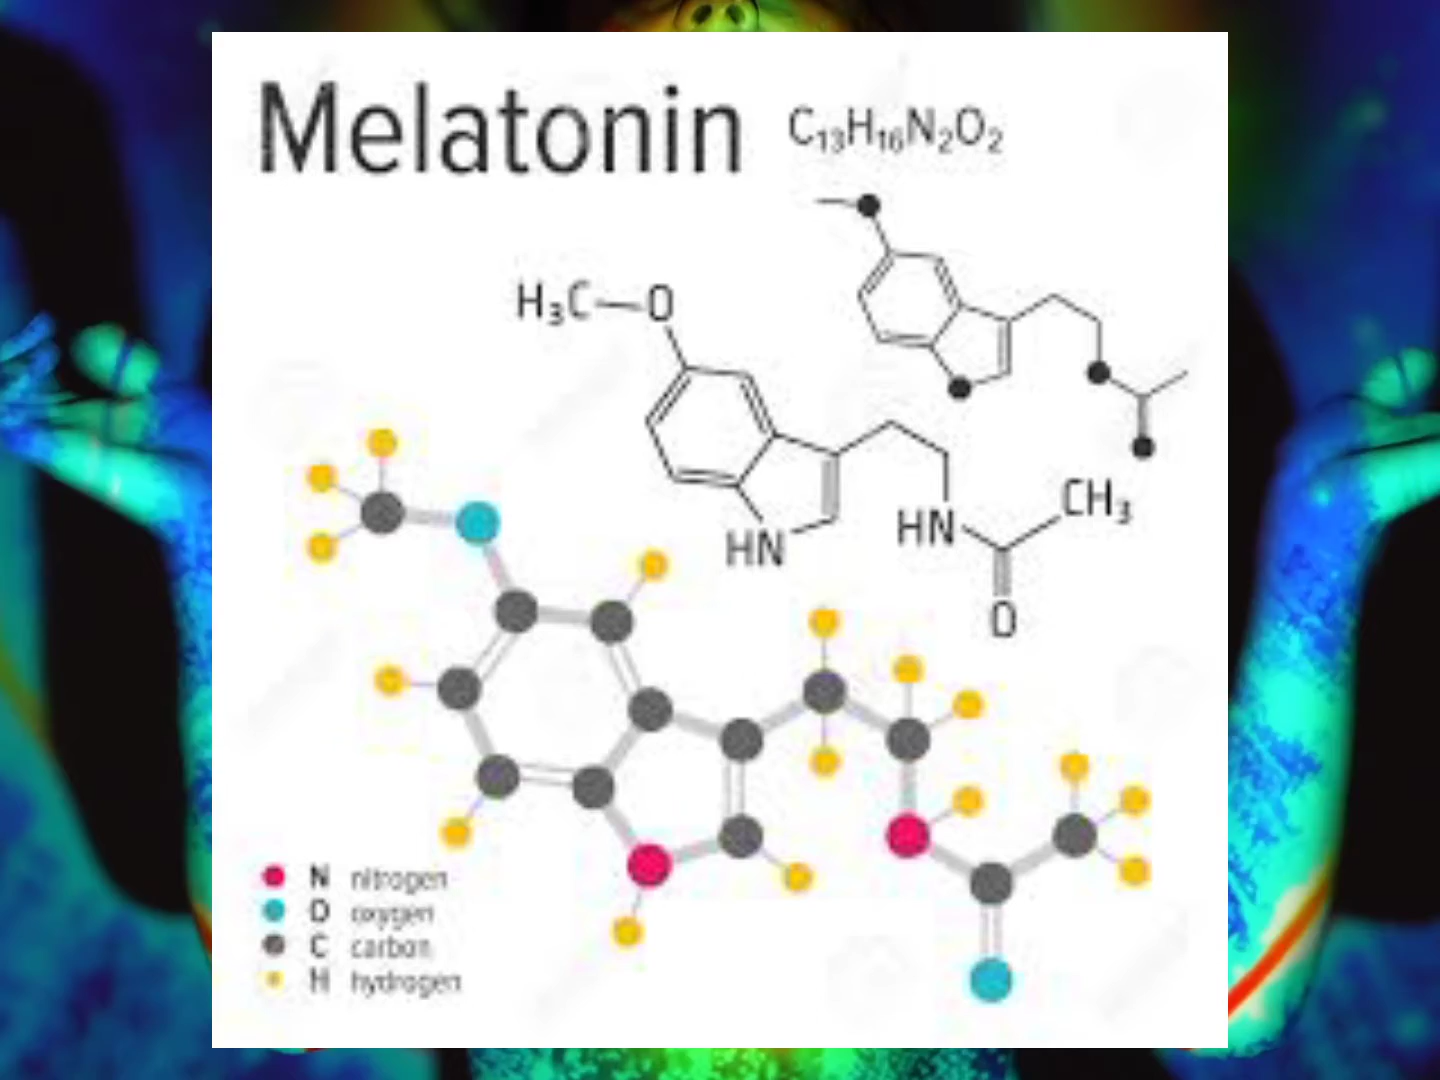 Melatonin C₁₃H₁₆N₂O₂
H₃C O
HN
HN
CH₃
O
N nitrogen
O oxygen
C carbon
H hydrogen